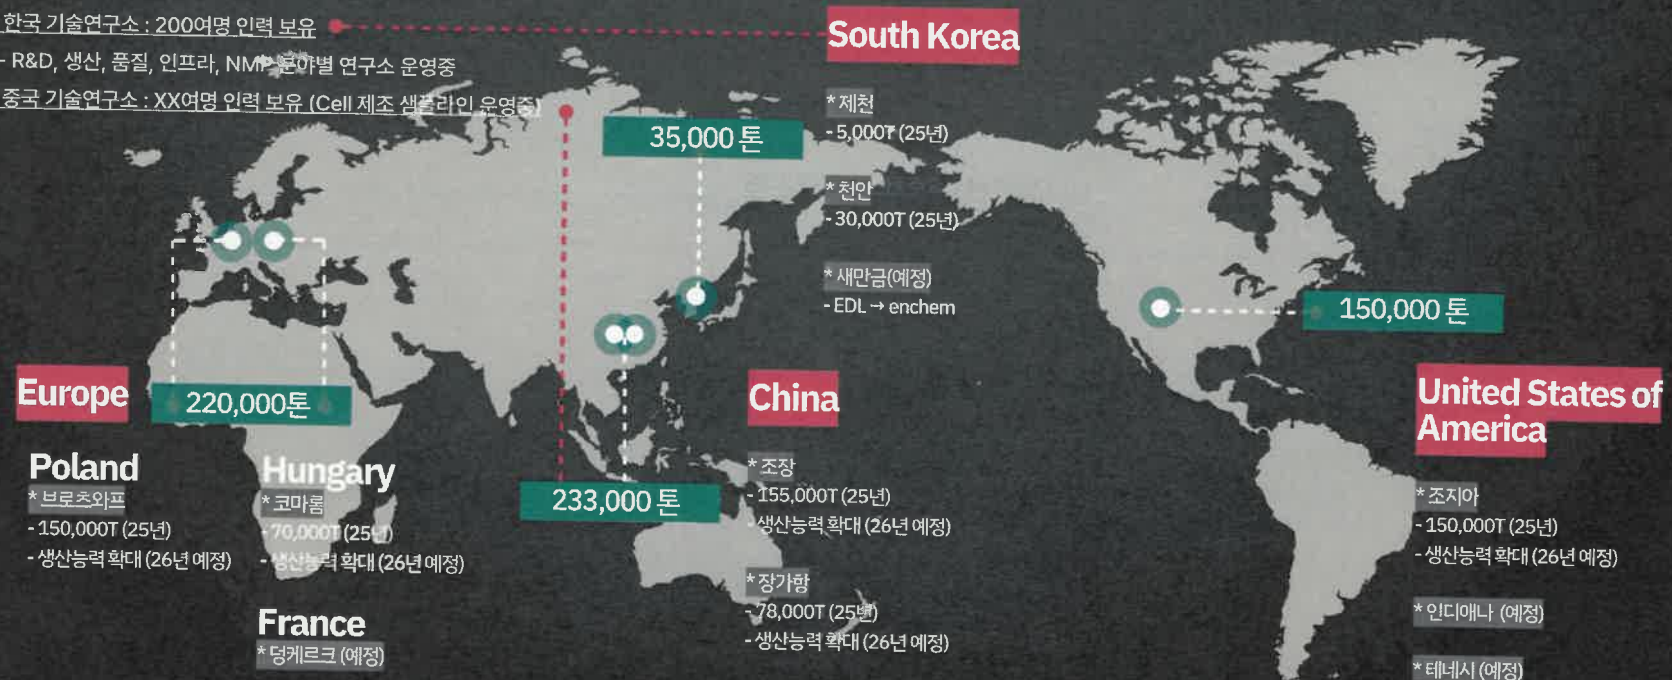 한국 기술연구소 : 200여명 인력 보유
- R&D, 생산, 품질, 인프라, NMP 분야별 연구소 운영중
중국 기술연구소 : XX여명 인력 보유 (Cell 제조 샘플라인 운영중)
South Korea
* 제천
- 5,000T (25년)
* 천안
- 30,000T (25년)
* 새만금(예정)
- EDL → enchem
35,000 톤
Europe
220,000톤
Poland
* 브로츠와프
- 150,000T (25년)
- 생산능력 확대 (26년 예정)
Hungary
* 코마롬
- 70,000T (25년)
- 생산능력 확대 (26년 예정)
France
* 덩케르크 (예정)
233,000 톤
China
* 조장
- 155,000T (25년)
- 생산능력 확대 (26년 예정)
* 장가항
- 78,000T (25년)
- 생산능력 확대 (26년 예정)
150,000 톤
United States of
America
* 조지아
- 150,000T (25년)
- 생산능력 확대 (26년 예정)
* 인디애나 (예정)
* 테네시 (예정)